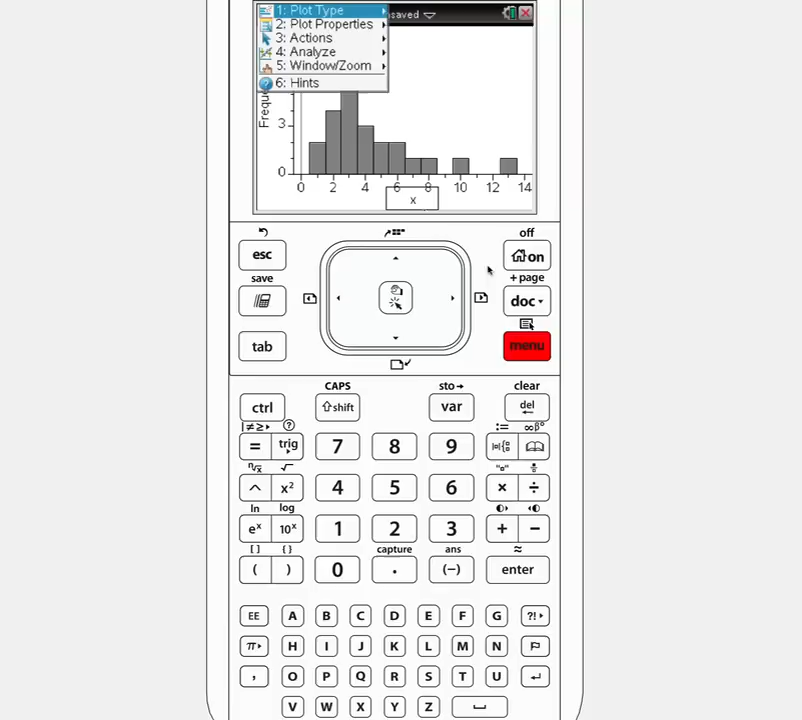 1: Plot Type
saved
2: Plot Properties
3: Actions
4: Analyze
5: Window/Zoom
6: Hints
3
0
0 2 4 6 8 10 12 14
x
off
esc
on
save
+ page
doc
tab
menu
CAPS
sto→
clear
ctrl
⇧shift
var
del
|≠≥▸
?
:=
∞β°
=
trig
7
8
9
ⁿ√x
√
"▫"
^
x²
4
5
6
×
÷
ln
log
eˣ
10ˣ
1
2
3
+
−
[ ]
{ }
capture
ans
≈
(
)
0
.
(−)
enter
EE
A
B
C
D
E
F
G
?!▸
π▸
H
I
J
K
L
M
N
,
O
P
Q
R
S
T
U
↵
V
W
X
Y
Z